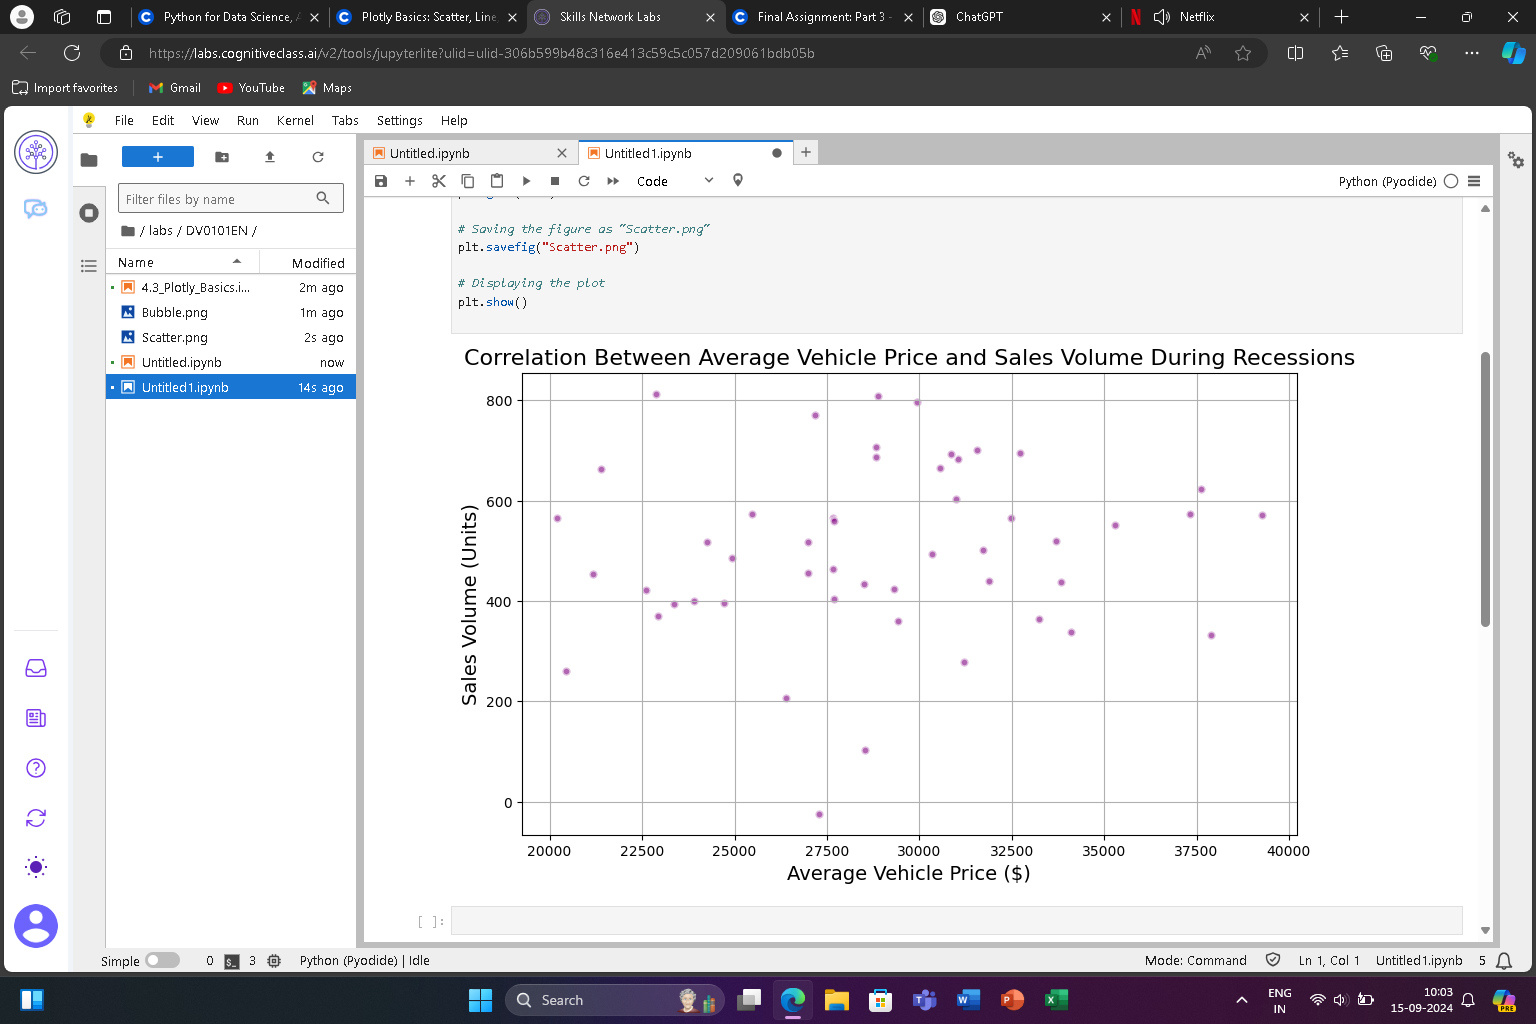 Python for Data Science, A
Plotly Basics: Scatter, Line,
Skills Network Labs
Final Assignment: Part 3 -
ChatGPT
Netflix
https://labs.cognitiveclass.ai/v2/tools/jupyterlite?ulid=ulid-306b599b48c316e413c59c5c057d209061bdb05b
Import favorites
Gmail
YouTube
Maps
File Edit View Run Kernel Tabs Settings Help
Untitled.ipynb
Untitled1.ipynb
Filter files by name
/ labs / DV0101EN /
Code
Python (Pyodide)
Name Modified
4.3_Plotly_Basics.i... 2m ago
Bubble.png 1m ago
Scatter.png 2s ago
Untitled.ipynb now
Untitled1.ipynb 14s ago
# Saving the figure as "Scatter.png"
plt.savefig("Scatter.png")
# Displaying the plot
plt.show()
Correlation Between Average Vehicle Price and Sales Volume During Recessions
Sales Volume (Units)
800
600
400
200
0
20000 22500 25000 27500 30000 32500 35000 37500 40000
Average Vehicle Price ($)
[ ]:
Simple 0 $_ 3 Python (Pyodide) | Idle
Mode: Command Ln 1, Col 1 Untitled1.ipynb 5
Search
ENG
IN
10:03
15-09-2024
PRE